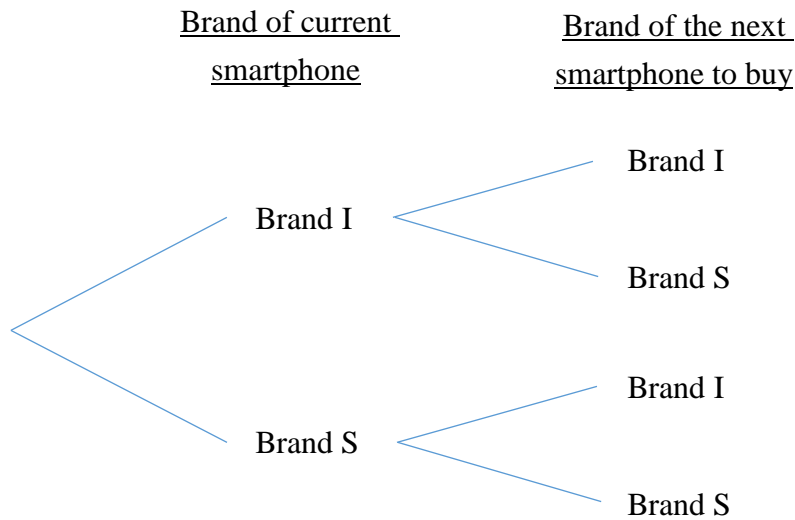 Brand of current
smartphone
Brand of the next
smartphone to buy
Brand I
Brand I
Brand S
Brand S
Brand I
Brand S